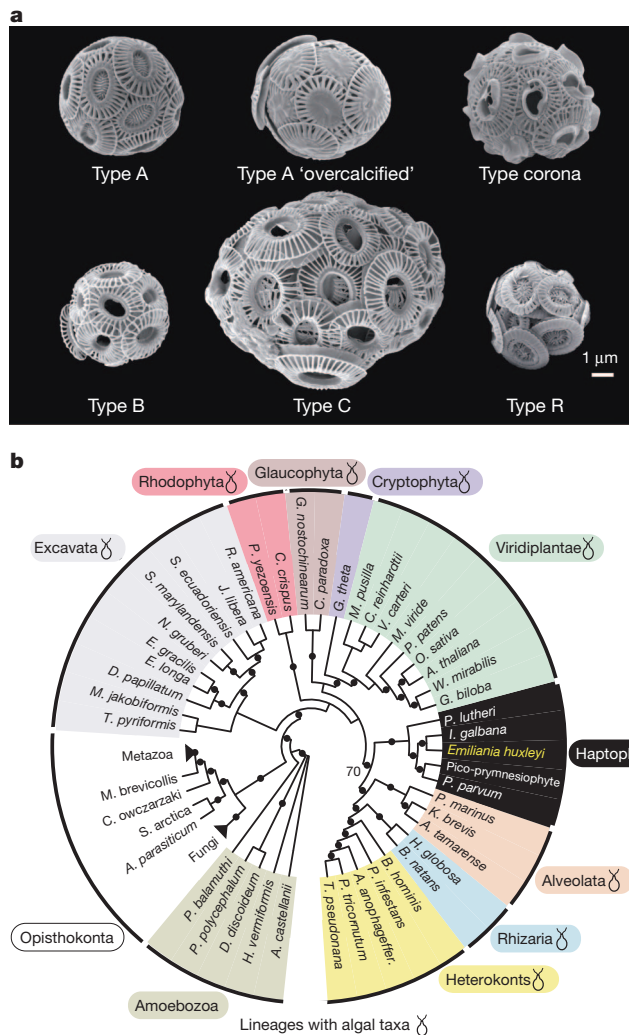 a
Type A
Type A 'overcalcified'
Type corona
Type B
Type C
Type R
1 μm
b
Rhodophyta
Glaucophyta
Cryptophyta
Excavata
Viridiplantae
T. pyriformis
M. jakobiformis
D. papillatum
E. longa
E. gracilis
N. gruberi
S. marylandensis
S. ecuadoriensis
J. libera
R. americana
P. yezoensis
C. crispus
G. nostochinearum
C. paradoxa
G. theta
M. pusilla
C. reinhardtii
V. carteri
M. viride
P. patens
O. sativa
A. thaliana
W. mirabilis
G. biloba
P. lutheri
I. galbana
Emiliania huxleyi
Pico-prymnesiophyte
P. parvum
Haptopl
P. marinus
K. brevis
A. tamarense
Alveolata
H. globosa
B. natans
Rhizaria
B. hominis
P. infestans
A. anophageffer.
P. tricornutum
T. pseudonana
Heterokonts
70
Metazoa
M. brevicollis
C. owczarzaki
S. arctica
A. parasiticum
Fungi
Opisthokonta
P. balamuthi
P. polycephalum
D. discoideum
H. vermiformis
A. castellanii
Amoebozoa
Lineages with algal taxa